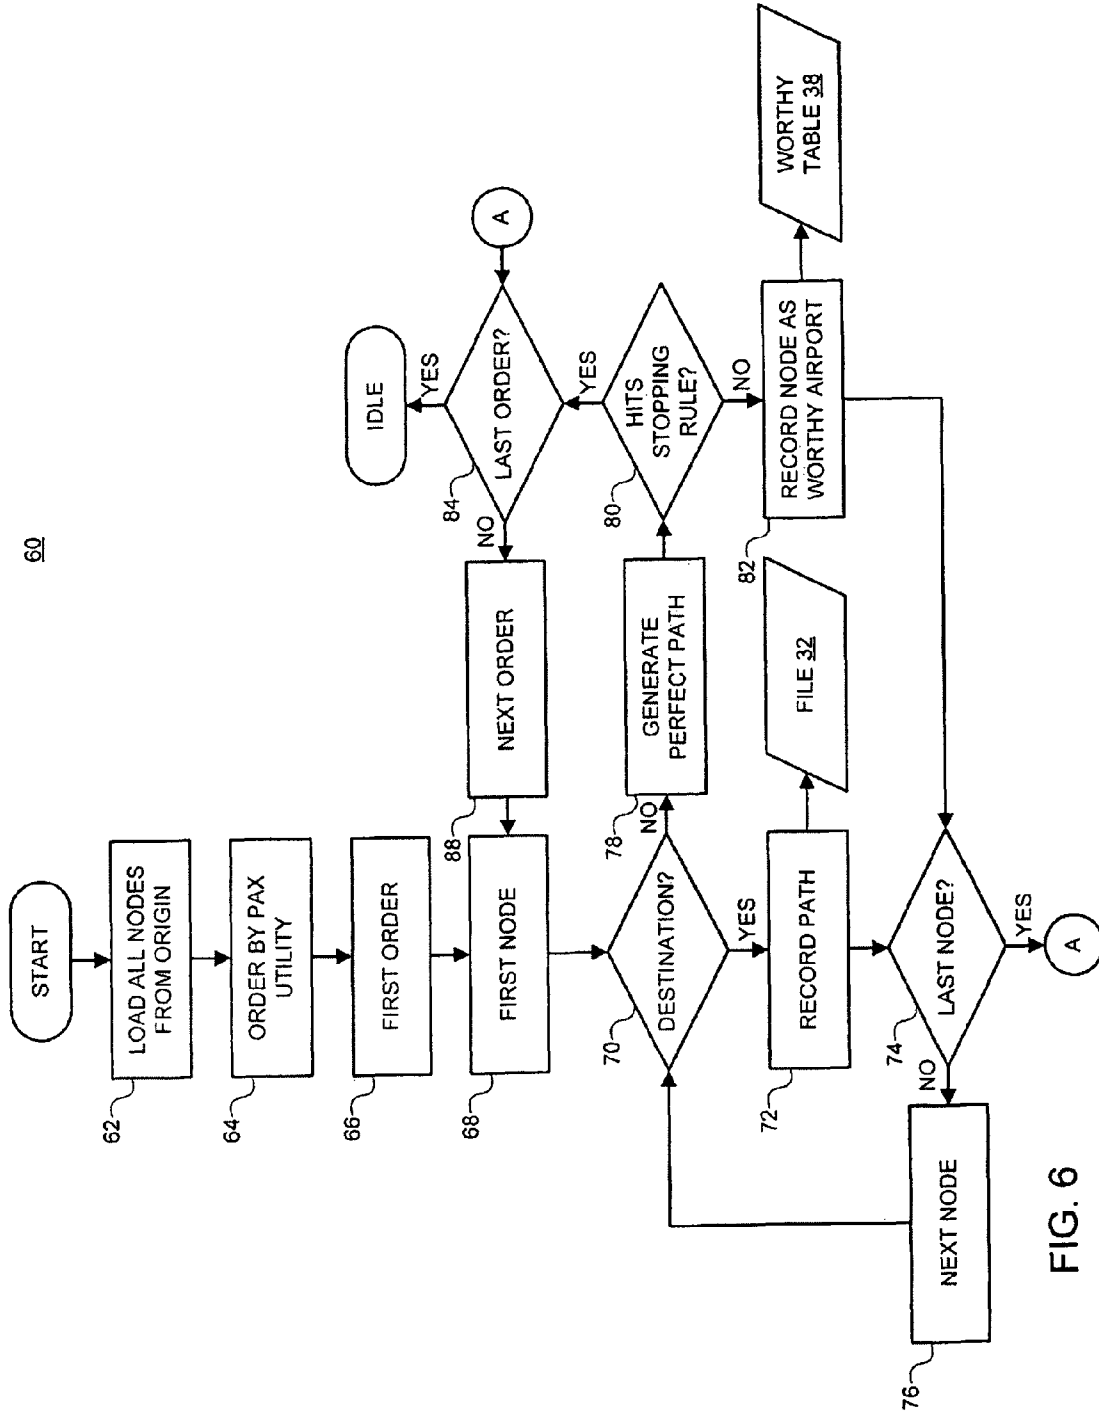 60
START
62
LOAD ALL NODES
FROM ORIGIN
64
ORDER BY PAX
UTILITY
66
FIRST ORDER
68
FIRST NODE
70
DESTINATION?
NO
YES
72
RECORD PATH
FILE 32
74
LAST NODE?
NO
YES
A
76
NEXT NODE
78
GENERATE
PERFECT PATH
80
HITS
STOPPING
RULE?
YES
NO
82
RECORD NODE AS
WORTHY AIRPORT
WORTHY
TABLE 38
A
84
LAST ORDER?
YES
NO
IDLE
88
NEXT ORDER
FIG. 6